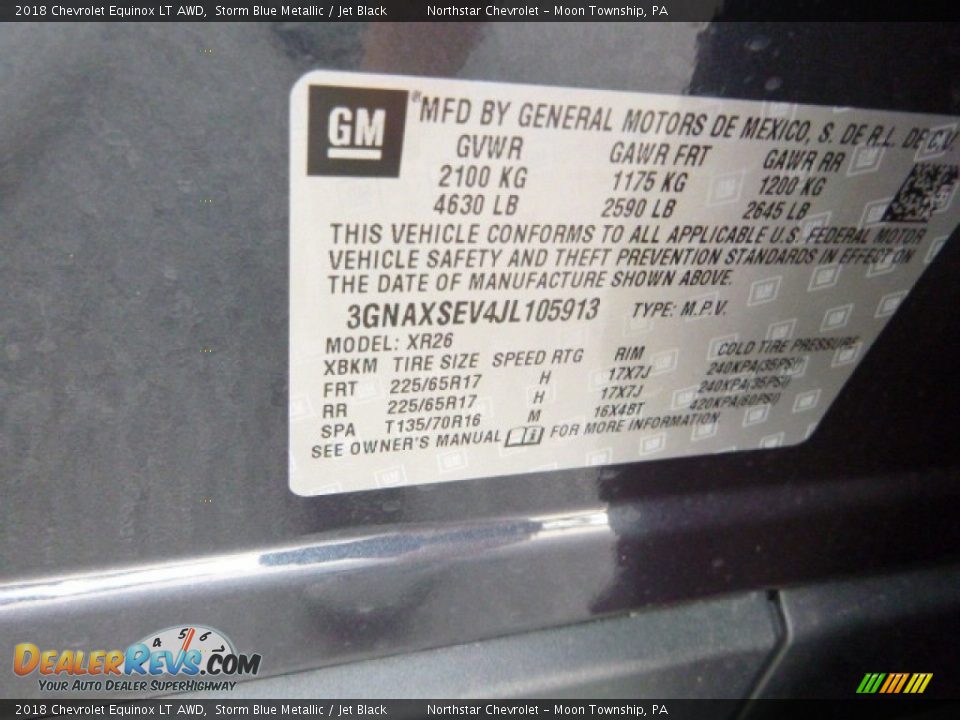 2018 Chevrolet Equinox LT AWD, Storm Blue Metallic / Jet Black Northstar Chevrolet - Moon Township, PA
GM
®MFD BY GENERAL MOTORS DE MEXICO, S. DE R.L. DE C.V.
GVWR GAWR FRT GAWR RR
2100 KG 1175 KG 1200 KG
4630 LB 2590 LB 2645 LB
THIS VEHICLE CONFORMS TO ALL APPLICABLE U.S. FEDERAL MOTOR
VEHICLE SAFETY AND THEFT PREVENTION STANDARDS IN EFFECT ON
THE DATE OF MANUFACTURE SHOWN ABOVE.
3GNAXSEV4JL105913 TYPE: M.P.V.
MODEL: XR26
XBKM TIRE SIZE SPEED RTG RIM COLD TIRE PRESSURE
FRT 225/65R17 H 17X7J 240KPA(35PSI)
RR 225/65R17 H 17X7J 240KPA(35PSI)
SPA T135/70R16 M 16X4BT 420KPA(60PSI)
SEE OWNER'S MANUAL FOR MORE INFORMATION.
4 5 6
DEALERREVS.COM
YOUR AUTO DEALER SUPERHIGHWAY
2018 Chevrolet Equinox LT AWD, Storm Blue Metallic / Jet Black Northstar Chevrolet - Moon Township, PA